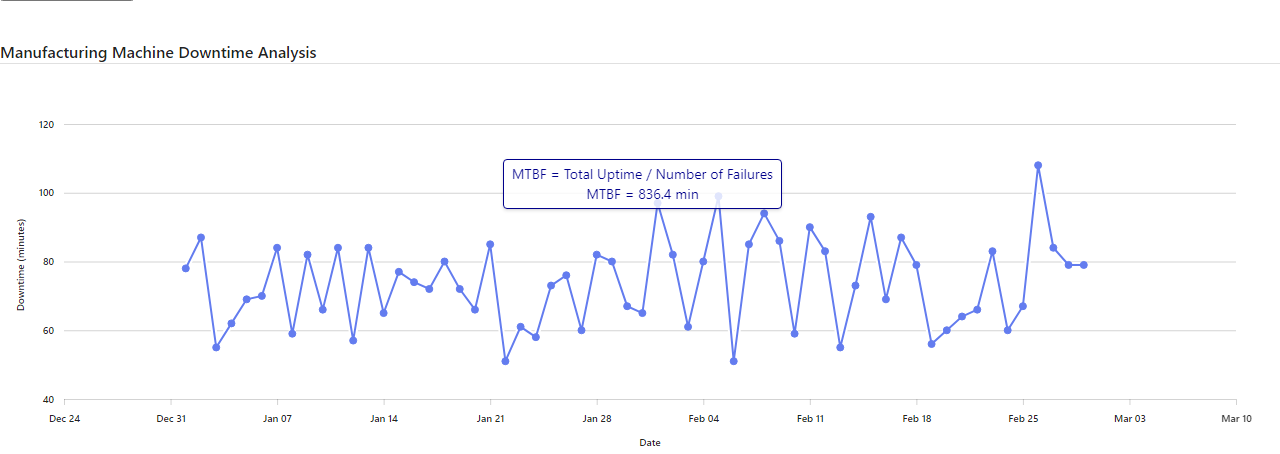 Manufacturing Machine Downtime Analysis
120
100
80
60
40
Downtime (minutes)
MTBF = Total Uptime / Number of Failures
MTBF = 836.4 min
Dec 24 Dec 31 Jan 07 Jan 14 Jan 21 Jan 28 Feb 04 Feb 11 Feb 18 Feb 25 Mar 03 Mar 10
Date